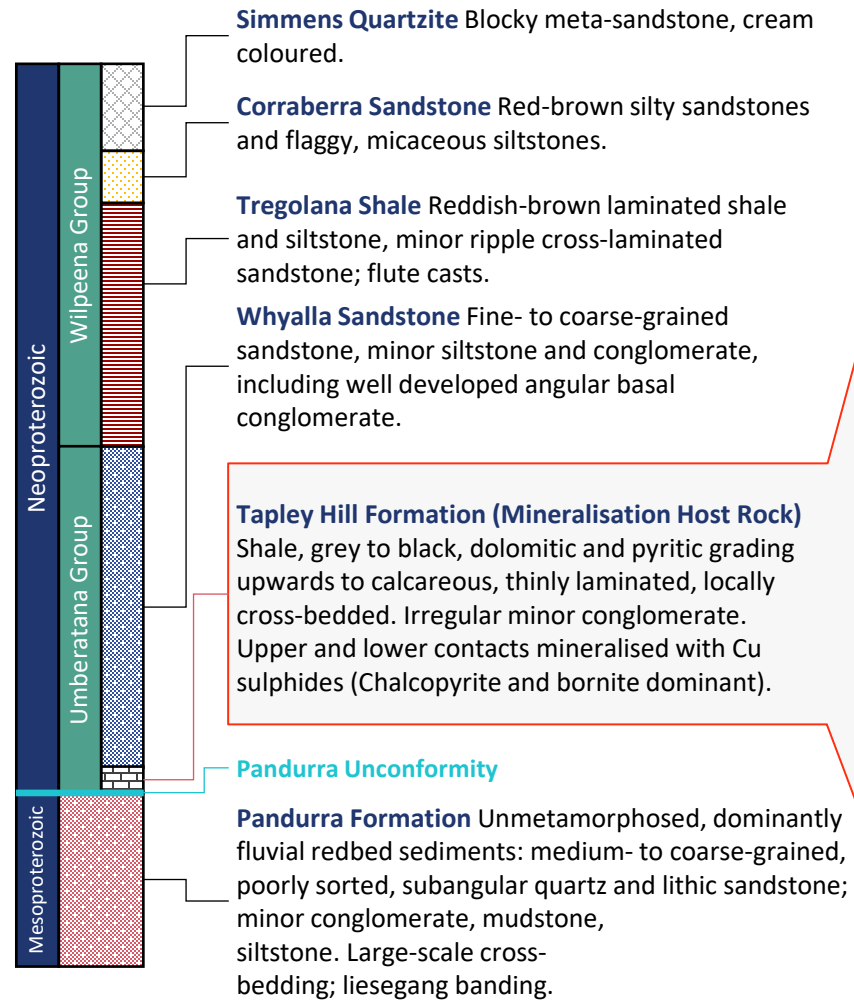 Simmens Quartzite Blocky meta-sandstone, cream
coloured.
Corraberra Sandstone Red-brown silty sandstones
and flaggy, micaceous siltstones.
Tregolana Shale Reddish-brown laminated shale
and siltstone, minor ripple cross-laminated
sandstone; flute casts.
Whyalla Sandstone Fine- to coarse-grained
sandstone, minor siltstone and conglomerate,
including well developed angular basal
conglomerate.
Tapley Hill Formation (Mineralisation Host Rock)
Shale, grey to black, dolomitic and pyritic grading
upwards to calcareous, thinly laminated, locally
cross-bedded. Irregular minor conglomerate.
Upper and lower contacts mineralised with Cu
sulphides (Chalcopyrite and bornite dominant).
Pandurra Unconformity
Pandurra Formation Unmetamorphosed, dominantly
fluvial redbed sediments: medium- to coarse-grained,
poorly sorted, subangular quartz and lithic sandstone;
minor conglomerate, mudstone,
siltstone. Large-scale cross-
bedding; liesegang banding.
Neoproterozoic
Mesoproterozoic
Wilpeena Group
Umberatana Group